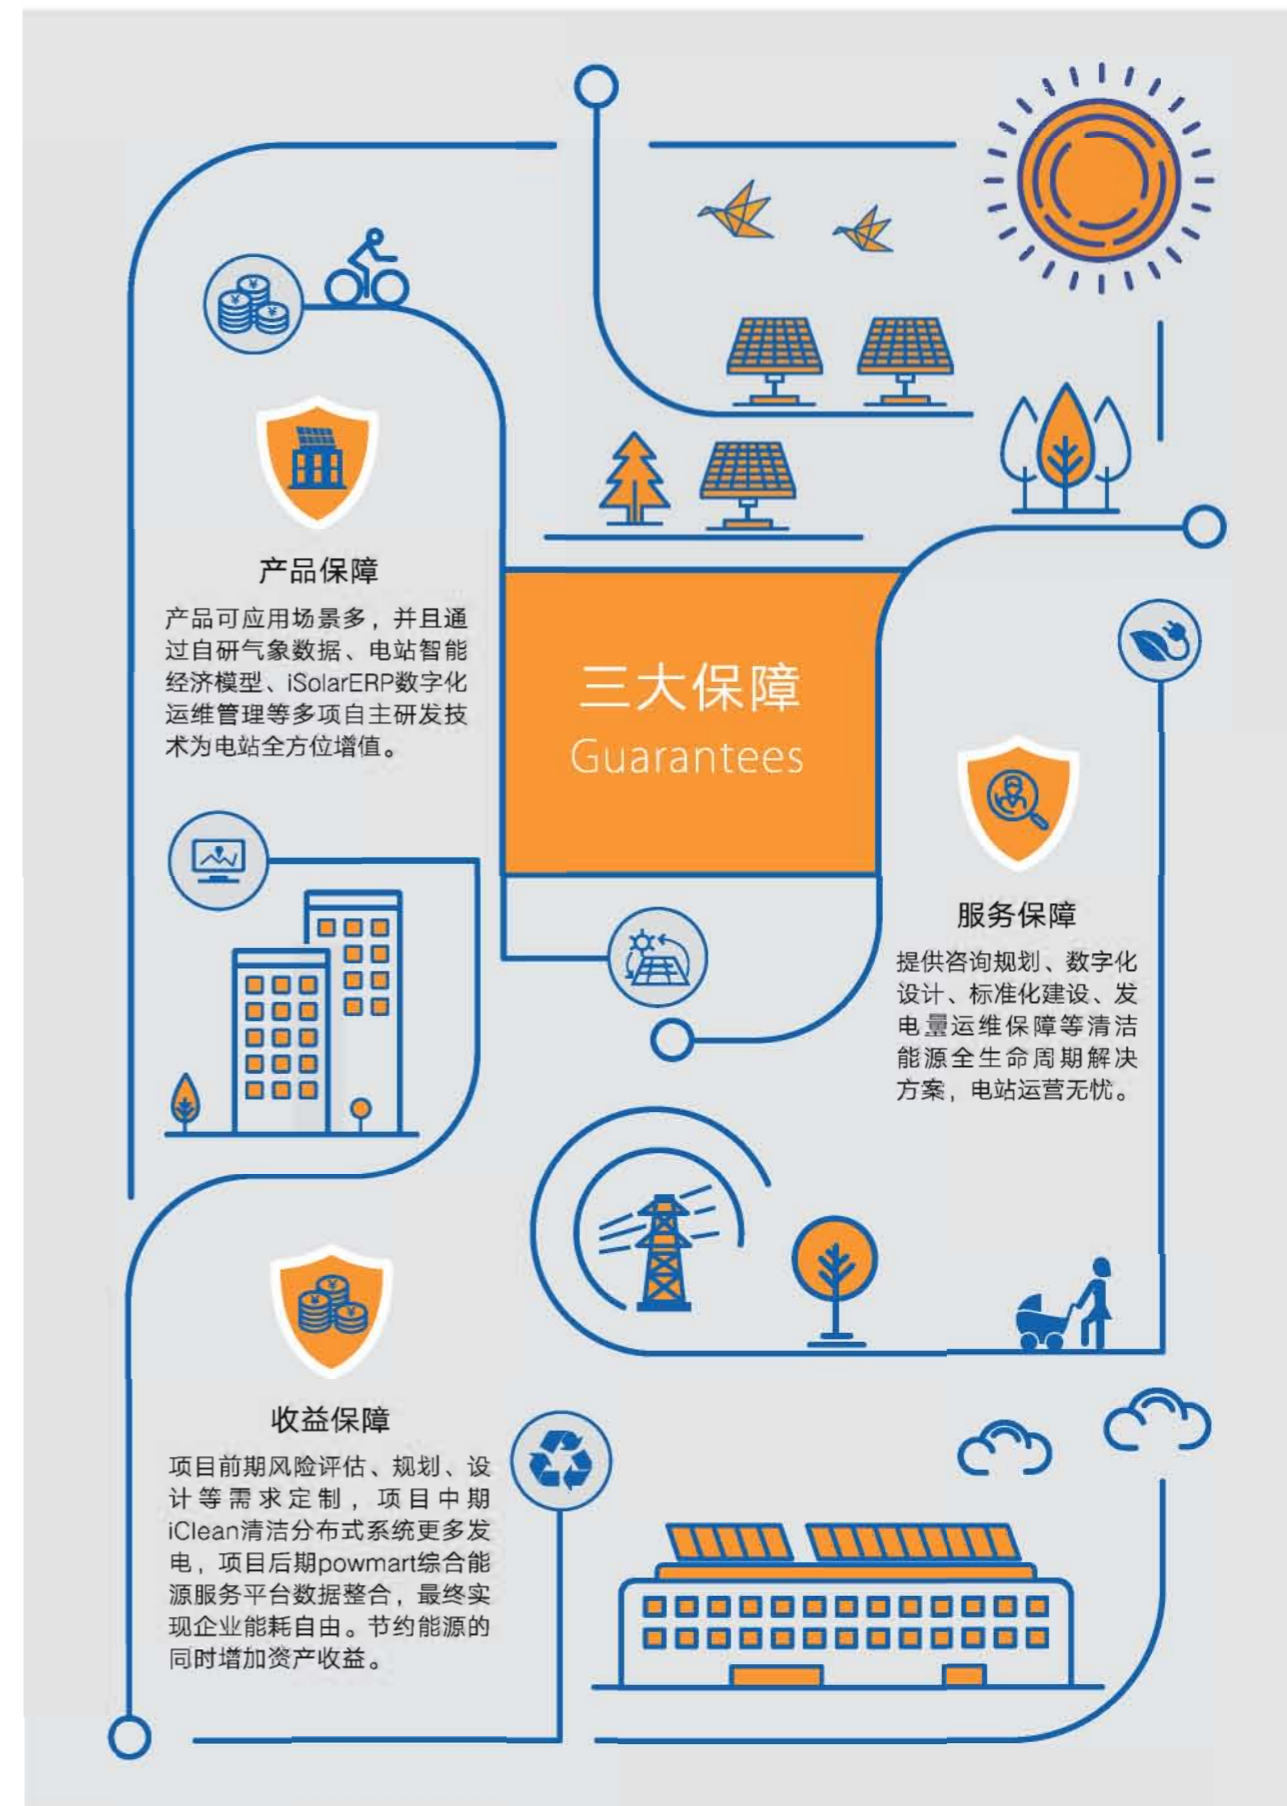 产品保障
产品可应用场景多，并且通
过自研气象数据、电站智能
经济模型、iSolarERP数字化
运维管理等多项自主研发技
术为电站全方位增值。
三大保障
Guarantees
服务保障
提供咨询规划、数字化
设计、标准化建设、发
电量运维保障等清洁
能源全生命周期解决
方案，电站运营无忧。
收益保障
项目前期风险评估、规划、设
计等需求定制，项目中期
iClean清洁分布式系统更多发
电，项目后期powmart综合能
源服务平台数据整合，最终实
现企业能耗自由。节约能源的
同时增加资产收益。